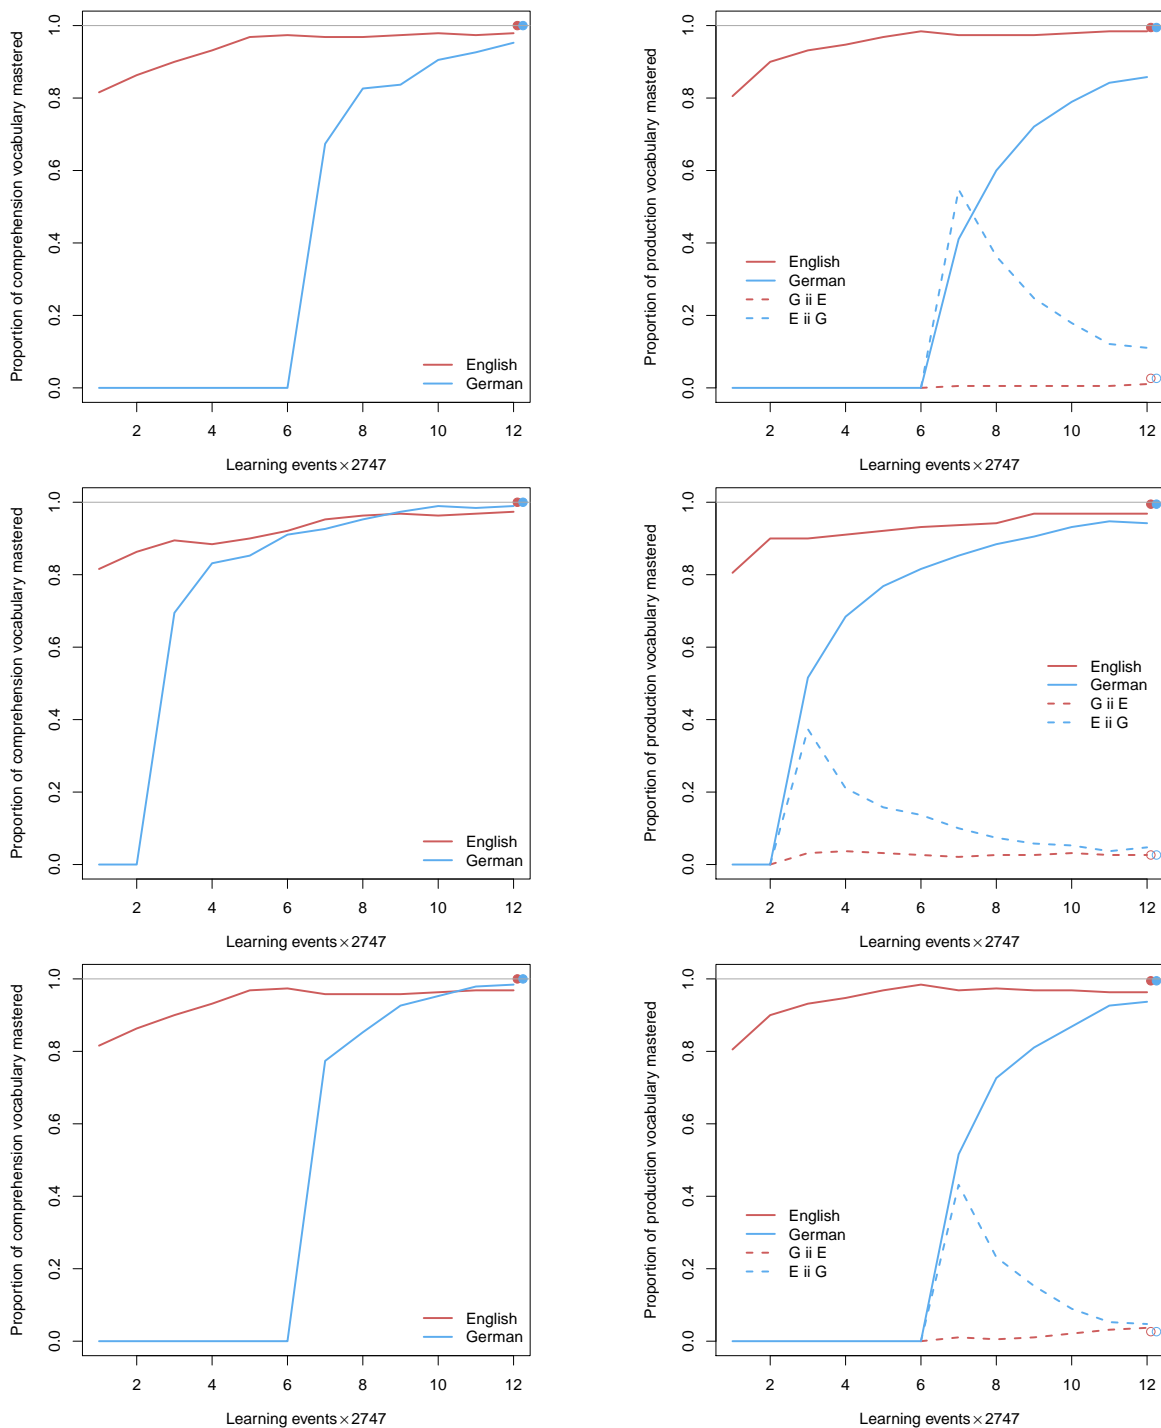 Proportion of comprehension vocabulary mastered
1.0
0.8
0.6
0.4
0.2
0.0
English
German
2 4 6 8 10 12
Learning events × 2747
Proportion of production vocabulary mastered
1.0
0.8
0.6
0.4
0.2
0.0
English
German
G ii E
E ii G
2 4 6 8 10 12
Learning events × 2747
Proportion of comprehension vocabulary mastered
1.0
0.8
0.6
0.4
0.2
0.0
English
German
2 4 6 8 10 12
Learning events × 2747
Proportion of production vocabulary mastered
1.0
0.8
0.6
0.4
0.2
0.0
English
German
G ii E
E ii G
2 4 6 8 10 12
Learning events × 2747
Proportion of comprehension vocabulary mastered
1.0
0.8
0.6
0.4
0.2
0.0
English
German
2 4 6 8 10 12
Learning events × 2747
Proportion of production vocabulary mastered
1.0
0.8
0.6
0.4
0.2
0.0
English
German
G ii E
E ii G
2 4 6 8 10 12
Learning events × 2747